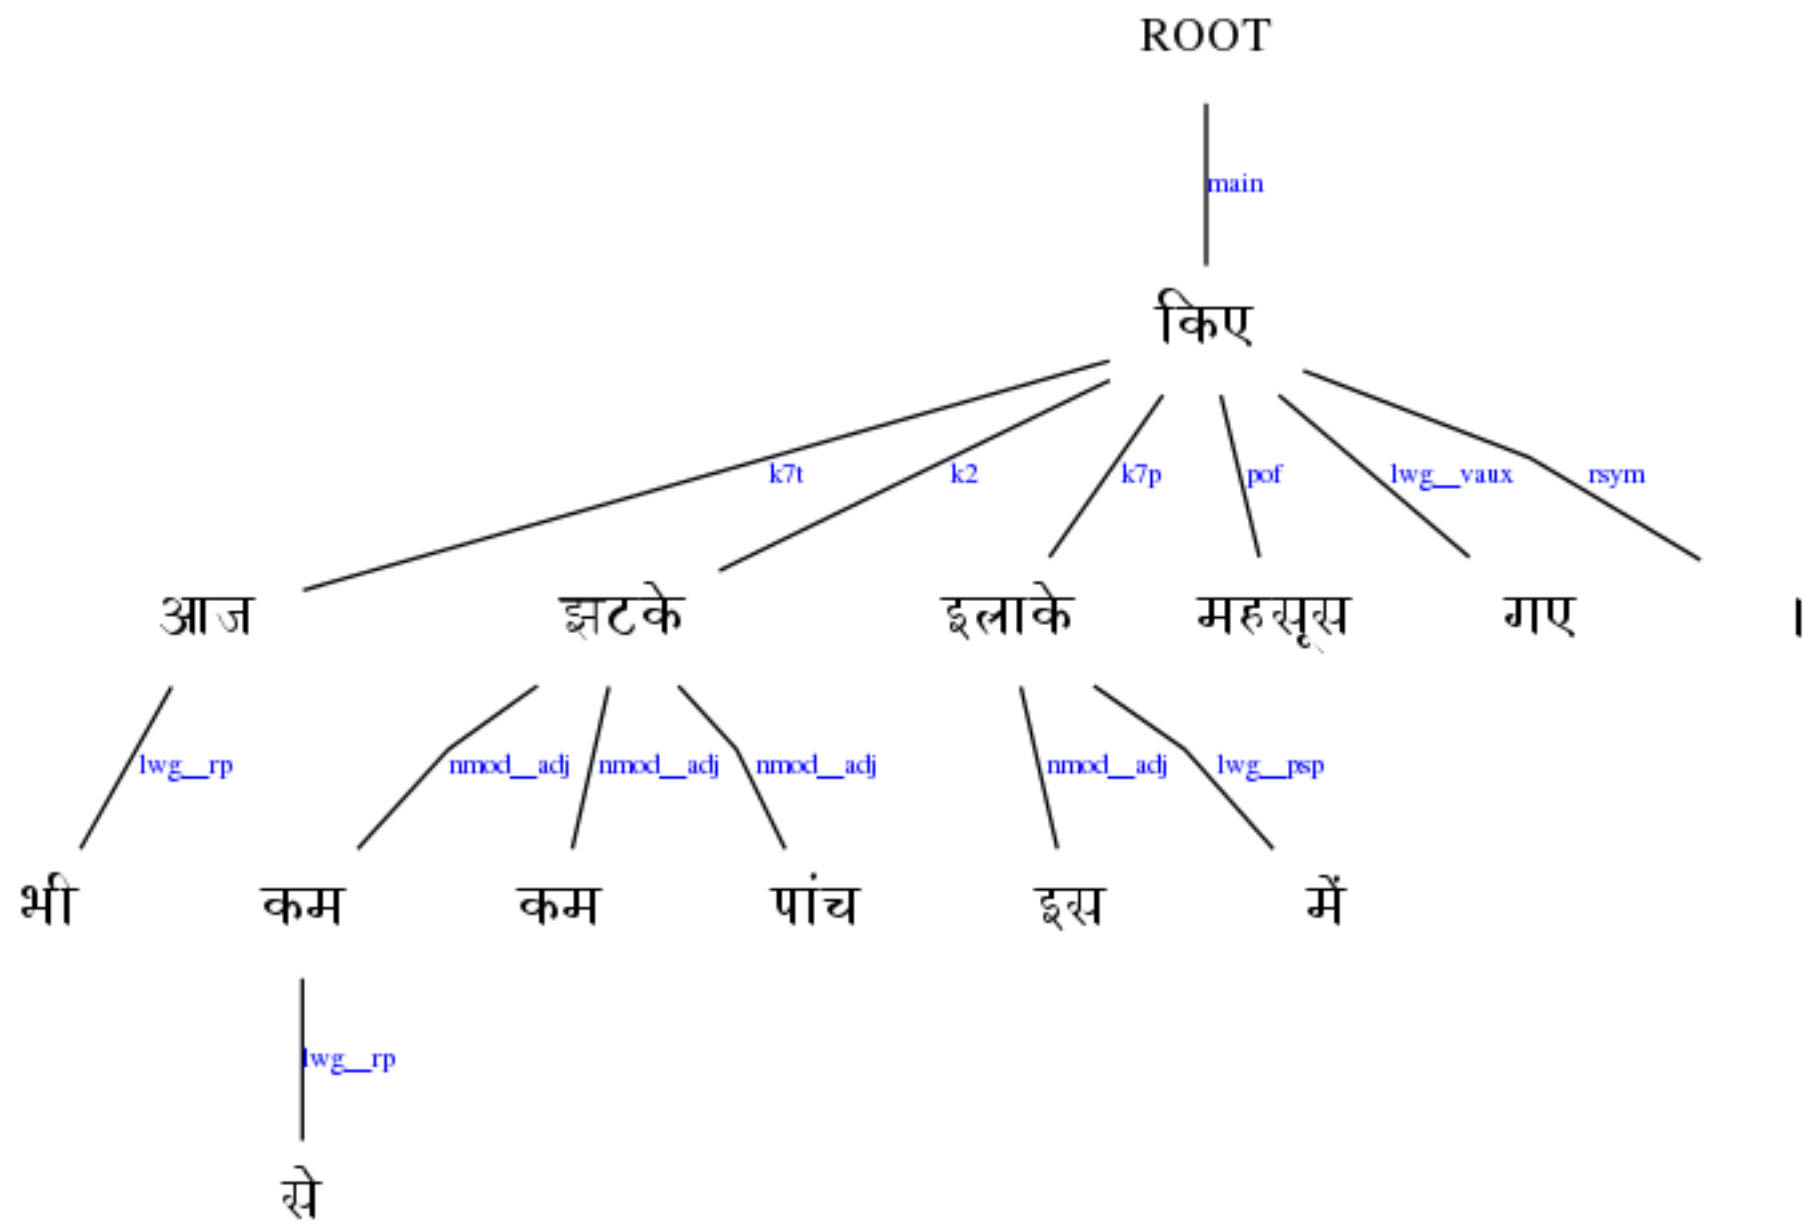 ROOT
main
किए
k7t k2 k7p pof lwg__vaux rsym
आज झटके इलाके महसूस गए ।
lwg__rp nmod__adj nmod__adj nmod__adj nmod__adj lwg__psp
भी कम कम पांच इस में
lwg__rp
से